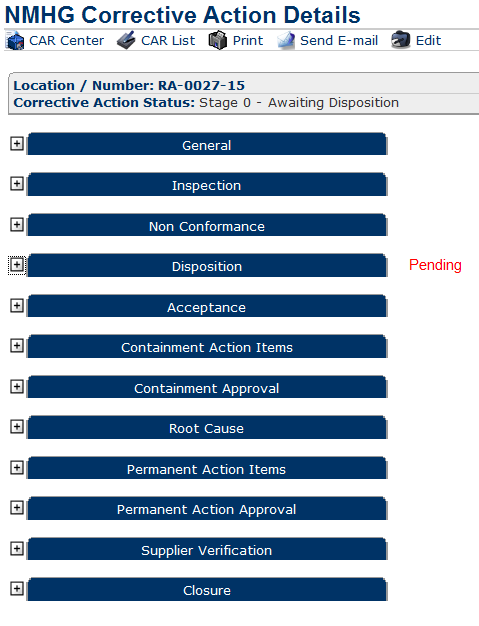 NMHG Corrective Action Details
CAR Center CAR List Print Send E-mail Edit
Location / Number: RA-0027-15
Corrective Action Status: Stage 0 - Awaiting Disposition
General
Inspection
Non Conformance
Disposition Pending
Acceptance
Containment Action Items
Containment Approval
Root Cause
Permanent Action Items
Permanent Action Approval
Supplier Verification
Closure